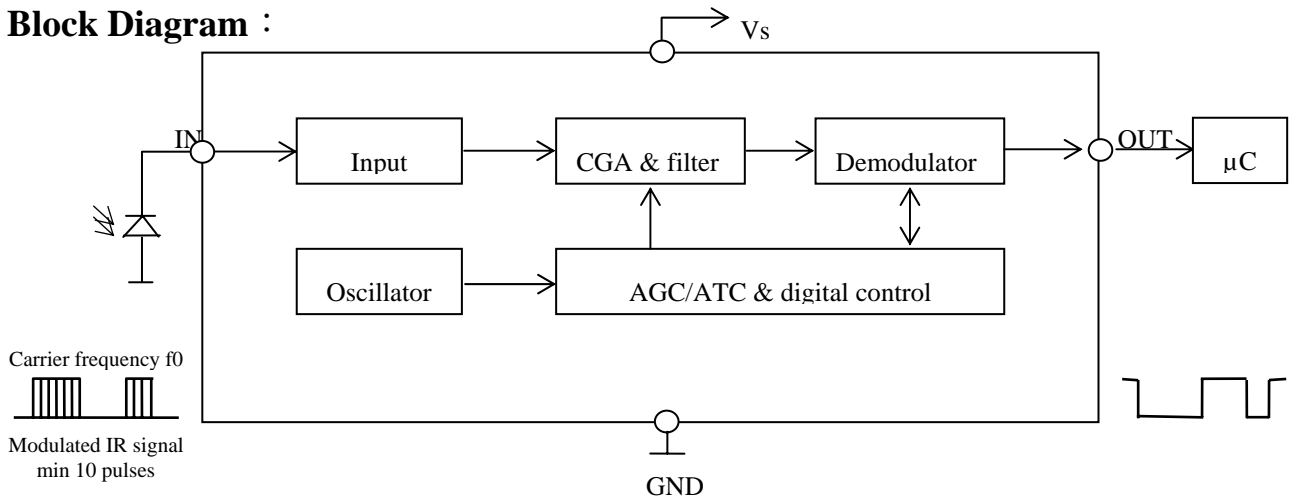 Block Diagram：
Vs
IN
Input
CGA & filter
Demodulator
OUT
µC
Oscillator
AGC/ATC & digital control
Carrier frequency f0
Modulated IR signal
min 10 pulses
GND